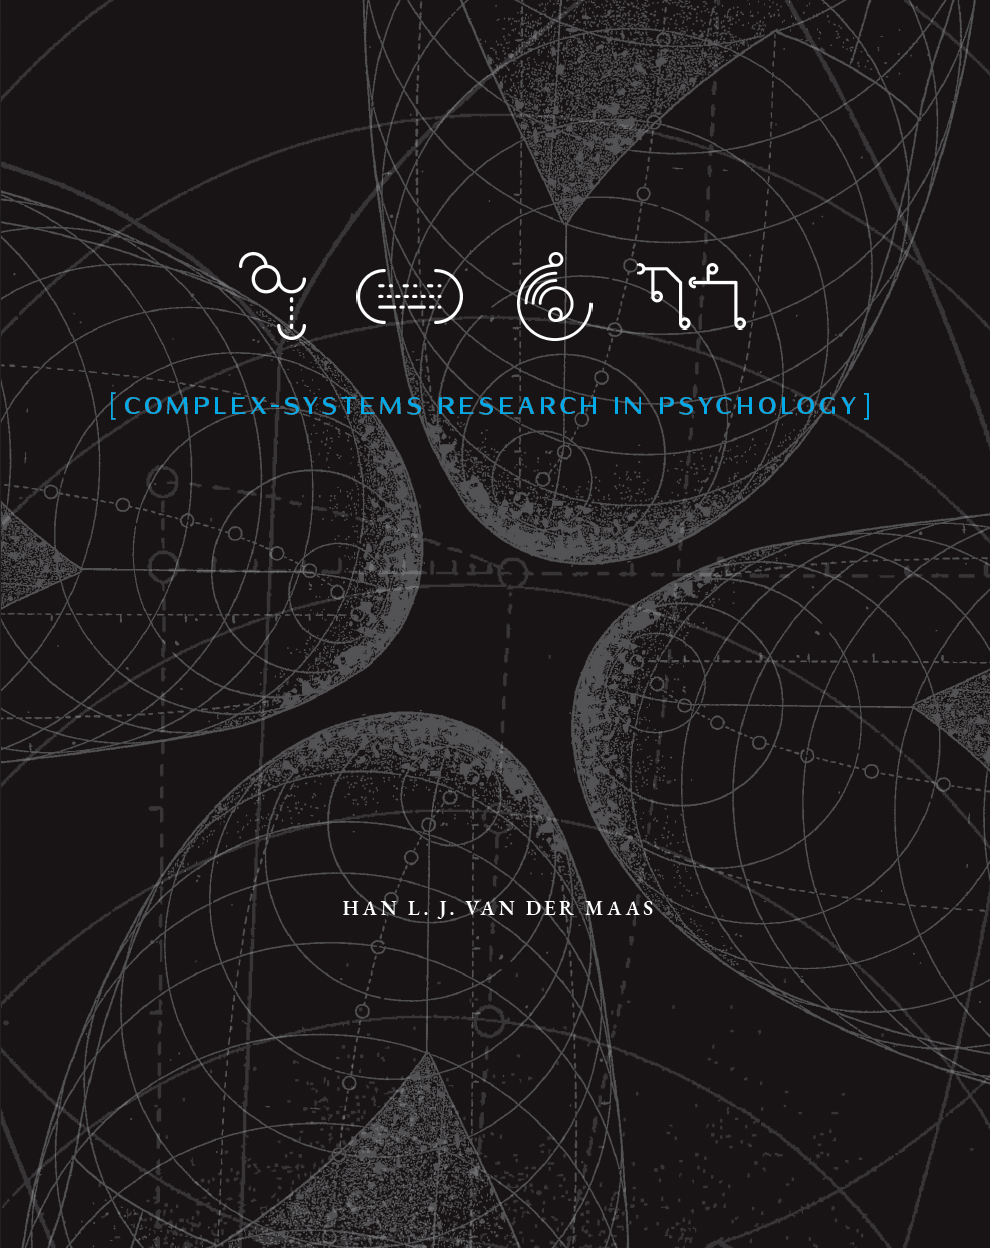 [COMPLEX-SYSTEMS RESEARCH IN PSYCHOLOGY]
HAN L. J. VAN DER MAAS